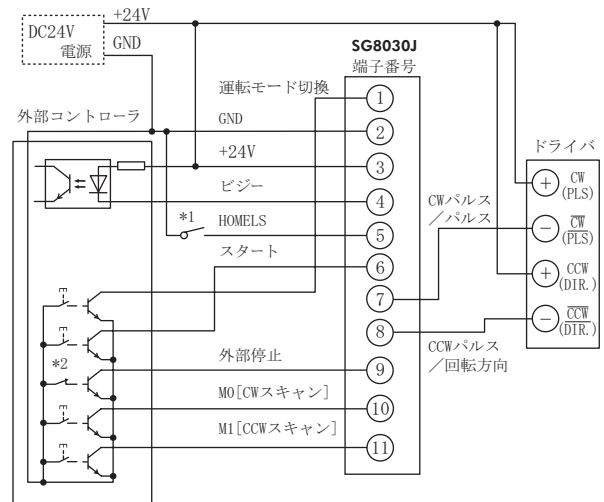 DC24V
電源
+24V
GND
SG8030J
端子番号
外部コントローラ
運転モード切換
GND
+24V
ビジー
*1
HOMELS
スタート
*2
外部停止
M0[CWスキャン]
M1[CCWスキャン]
1
2
3
4
5
6
7
8
9
10
11
CWパルス
/パルス
CCWパルス
/回転方向
ドライバ
+ CW
(PLS)
− CW
(PLS)
+ CCW
(DIR.)
− CCW
(DIR.)